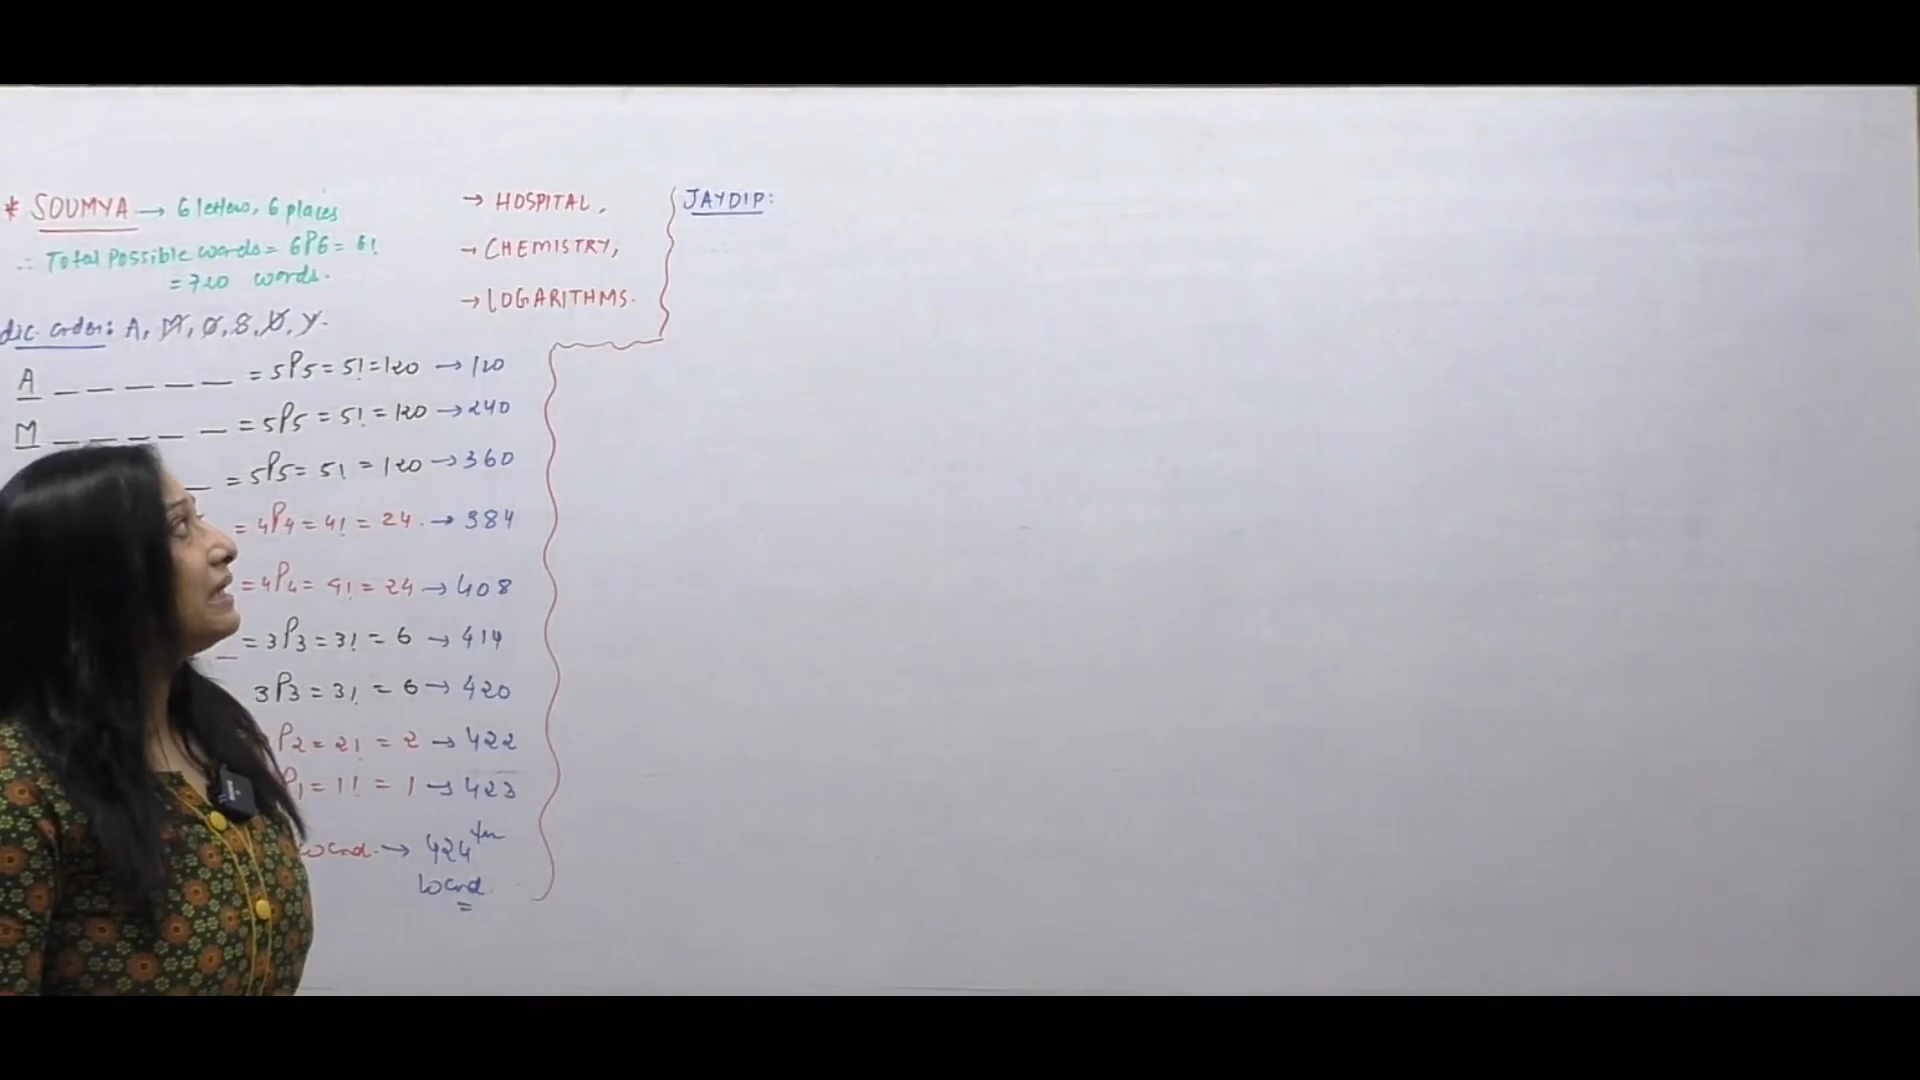 * SOUMYA → 6 letters, 6 places
∴ Total Possible words = 6P6 = 6!
= 720 words.
dic. order: A, M, O, S, U, Y.
A _ _ _ _ _ = 5P5 = 5! = 120 → 120
M _ _ _ _ _ = 5P5 = 5! = 120 → 240
_ = 5P5 = 5! = 120 → 360
= 4P4 = 4! = 24. → 384
= 4P4 = 4! = 24 → 408
_ = 3P3 = 3! = 6 → 414
3P3 = 3! = 6 → 420
P2 = 2! = 2 → 422
P1 = 1! = 1 → 423
word. → 424th
word.
→ HOSPITAL,
→ CHEMISTRY,
→ LOGARITHMS.
JAYDIP: